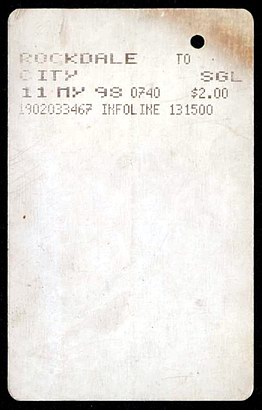 ROCKDALE TO
CITY SGL
11 MY 98 0740 $2.00
1902033467 INFOLINE 131500